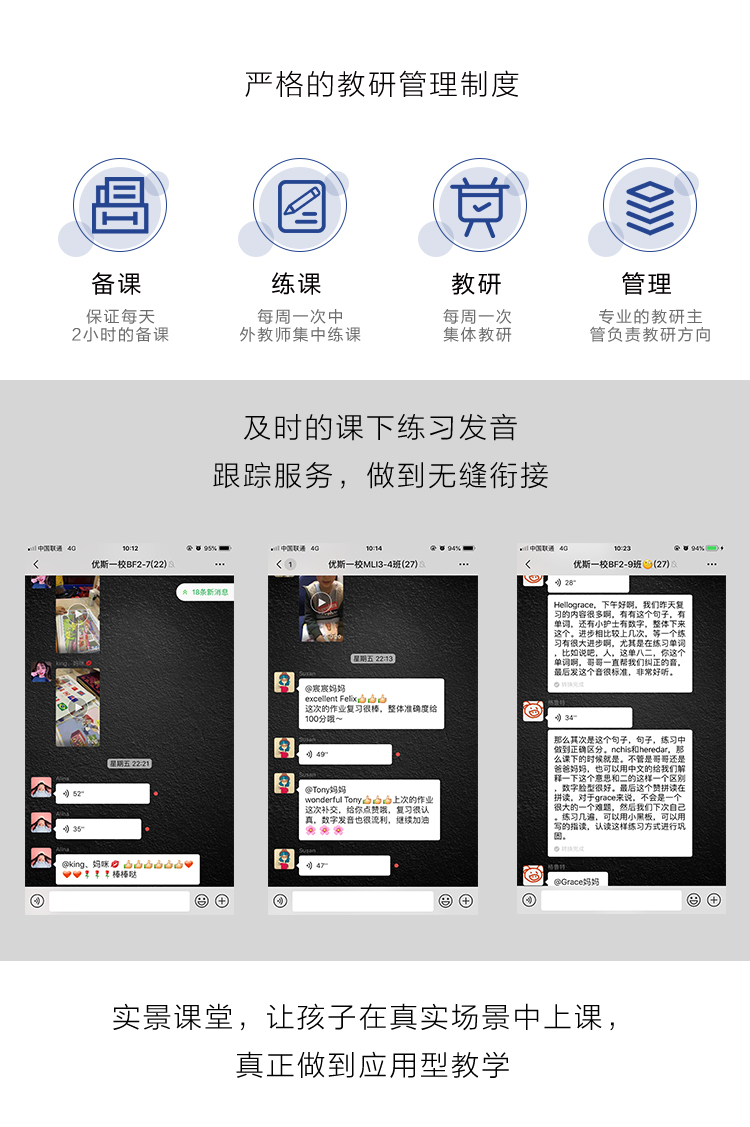 严格的教研管理制度
备课
练课
教研
管理
保证每天
2小时的备课
每周一次中
外教师集中练课
每周一次
集体教研
专业的教研主
管负责教研方向
及时的课下练习发音
跟踪服务，做到无缝衔接
中国联通 4G 10:12 95%
优斯一校BF2-7(22)
18条新消息
king、妈咪💋
星期五 22:21
Alina
52"
Alina
35"
Alina
@king、妈咪💋 👍👍👍👍👍👍❤
❤❤🌹🌹🌹棒棒哒
中国联通 4G 10:14 94%
1 优斯一校MLI3-4班(27)
星期五 22:13
Susan
@宸宸妈妈
excellent Felix👍👍👍
这次的作业复习很棒，整体准确度给
100分哦～
Susan
49"
Susan
@Tony妈妈
wonderful Tony👍👍👍上次的作业
这次补交，给你点赞哦，复习很认
真，数字发音也很流利，继续加油
🌸🌸🌸
Susan
47"
中国联通 4G 10:23 94%
优斯一校BF2-9班(27)
28"
Hellograce，下午好啊，我们昨天复
习的内容很多啊，有有这个句子，有
单词，还有小护士有数字，整体下来
这个。进步相比较上几次，等一个练
习有很大进步啊，尤其是在练习单词
，比如说吧，人。这单八二，你这个
单词啊，哥哥一直帮我们纠正的音，
最后发这个音很标准，非常好听。
转换完成
34"
那么其次是这个句子，句子，练习中
做到正确区分。nchis和heredar，那
么课下的时候就是。不管是哥哥还是
爸爸妈妈，也可以用中文的给我们解
释一下这个意思和二的这样一个区别
，数字脸型很好。最后这个赞拼读在
拼读，对于grace来说，不会是一个
很大的一个难题，然后我们下次自己
。练习几遍，可以用小黑板，可以用
写的指读，认读这样练习方式进行巩
固。
转换完成
@Grace妈妈
实景课堂，让孩子在真实场景中上课，
真正做到应用型教学